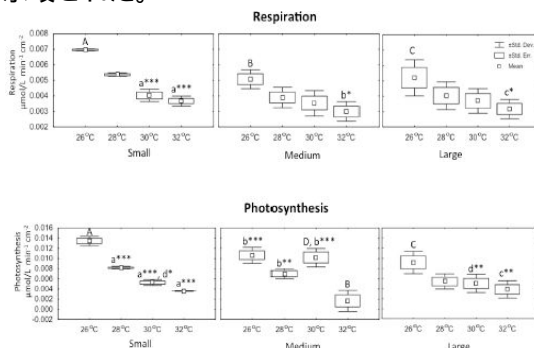 Respiration
Respiration
µmol/L min⁻¹ cm⁻²
0.008
0.007
0.006
0.005
0.004
0.003
0.002
A
a***
a***
B
b*
C
c*
±Std. Dev.
±Std. Err.
Mean
26°C 28°C 30°C 32°C 26°C 28°C 30°C 32°C 26°C 28°C 30°C 32°C
Small Medium Large
Photosynthesis
Photosynthesis
µmol/L min⁻¹ cm⁻²
0.016
0.014
0.012
0.010
0.008
0.006
0.004
0.002
0.000
-0.002
A
a***
a***, d*
a***
b***
b**
D, b***
B
C
d**
c**
26°C 28°C 30°C 32°C 26°C 28°C 30°C 32°C 26°C 28°C 30°C 32°C
Small Medium Large